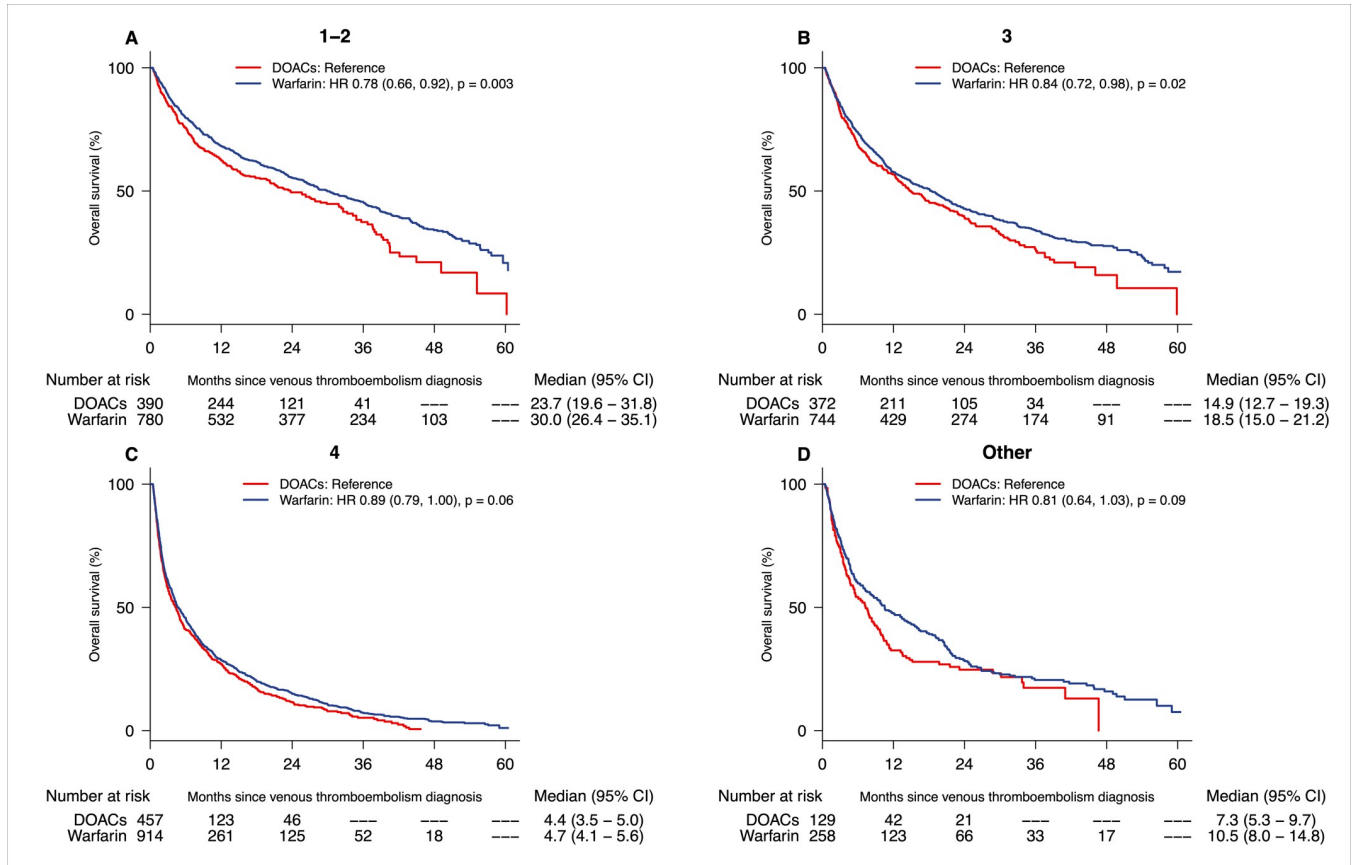 A 1–2
DOACs: Reference
Warfarin: HR 0.78 (0.66, 0.92), p = 0.003
100
50
0
Overall survival (%)
0 12 24 36 48 60
Number at risk Months since venous thromboembolism diagnosis Median (95% CI)
DOACs 390 244 121 41 ––– ––– 23.7 (19.6 – 31.8)
Warfarin 780 532 377 234 103 ––– 30.0 (26.4 – 35.1)
B 3
DOACs: Reference
Warfarin: HR 0.84 (0.72, 0.98), p = 0.02
100
50
0
Overall survival (%)
0 12 24 36 48 60
Number at risk Months since venous thromboembolism diagnosis Median (95% CI)
DOACs 372 211 105 34 ––– ––– 14.9 (12.7 – 19.3)
Warfarin 744 429 274 174 91 ––– 18.5 (15.0 – 21.2)
C 4
DOACs: Reference
Warfarin: HR 0.89 (0.79, 1.00), p = 0.06
100
50
0
Overall survival (%)
0 12 24 36 48 60
Number at risk Months since venous thromboembolism diagnosis Median (95% CI)
DOACs 457 123 46 ––– ––– ––– 4.4 (3.5 – 5.0)
Warfarin 914 261 125 52 18 ––– 4.7 (4.1 – 5.6)
D Other
DOACs: Reference
Warfarin: HR 0.81 (0.64, 1.03), p = 0.09
100
50
0
Overall survival (%)
0 12 24 36 48 60
Number at risk Months since venous thromboembolism diagnosis Median (95% CI)
DOACs 129 42 21 ––– ––– ––– 7.3 (5.3 – 9.7)
Warfarin 258 123 66 33 17 ––– 10.5 (8.0 – 14.8)